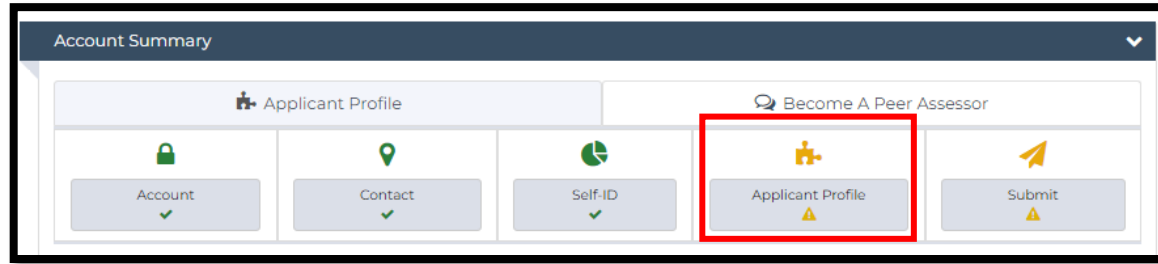 Account Summary
Applicant Profile
Become A Peer Assessor
Account
Contact
Self-ID
Applicant Profile
Submit